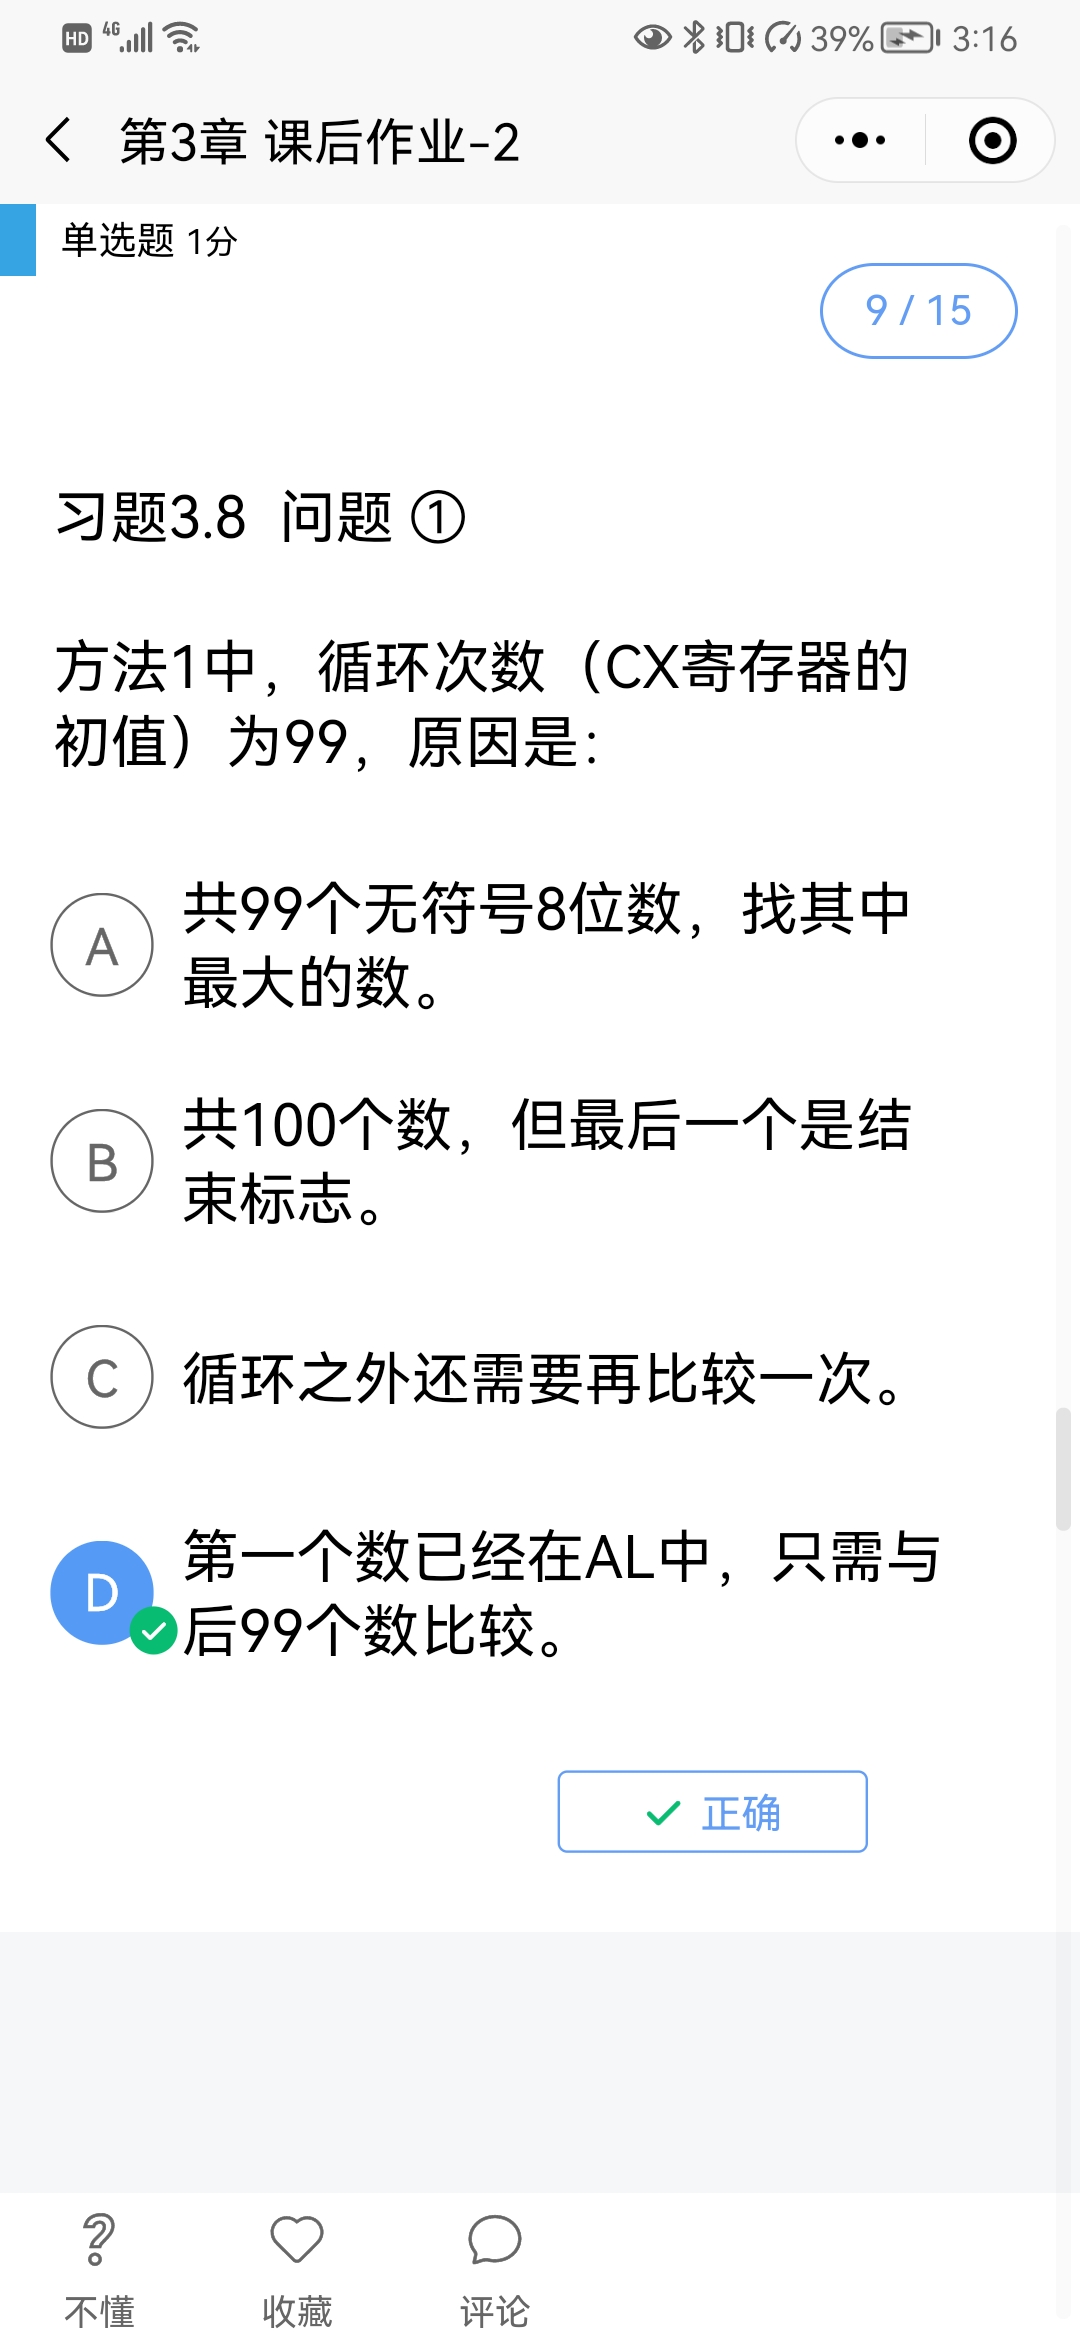 HD 4G 39% 3:16
第3章 课后作业-2
单选题 1分
9 / 15
习题3.8 问题 ①
方法1中，循环次数（CX寄存器的
初值）为99，原因是：
A 共99个无符号8位数，找其中
最大的数。
B 共100个数，但最后一个是结
束标志。
C 循环之外还需要再比较一次。
D 第一个数已经在AL中，只需与
后99个数比较。
正确
不懂 收藏 评论